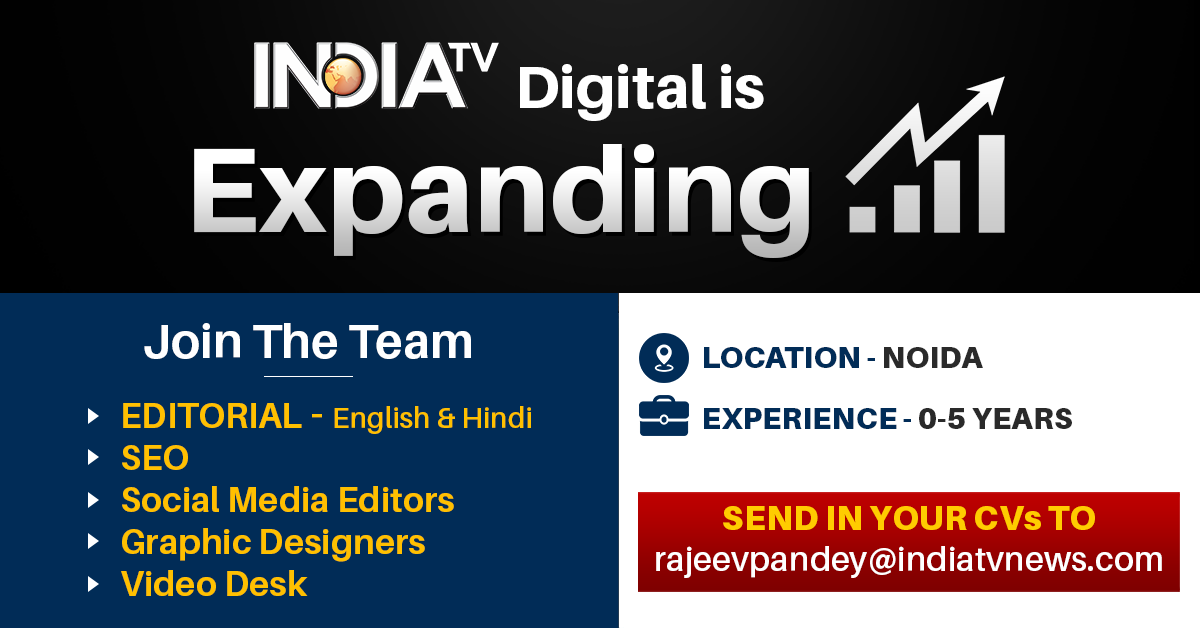 INDIA TV Digital is
Expanding
Join The Team
EDITORIAL - English & Hindi
SEO
Social Media Editors
Graphic Designers
Video Desk
LOCATION - NOIDA
EXPERIENCE - 0-5 YEARS
SEND IN YOUR CVs TO
rajeevpandey@indiatvnews.com